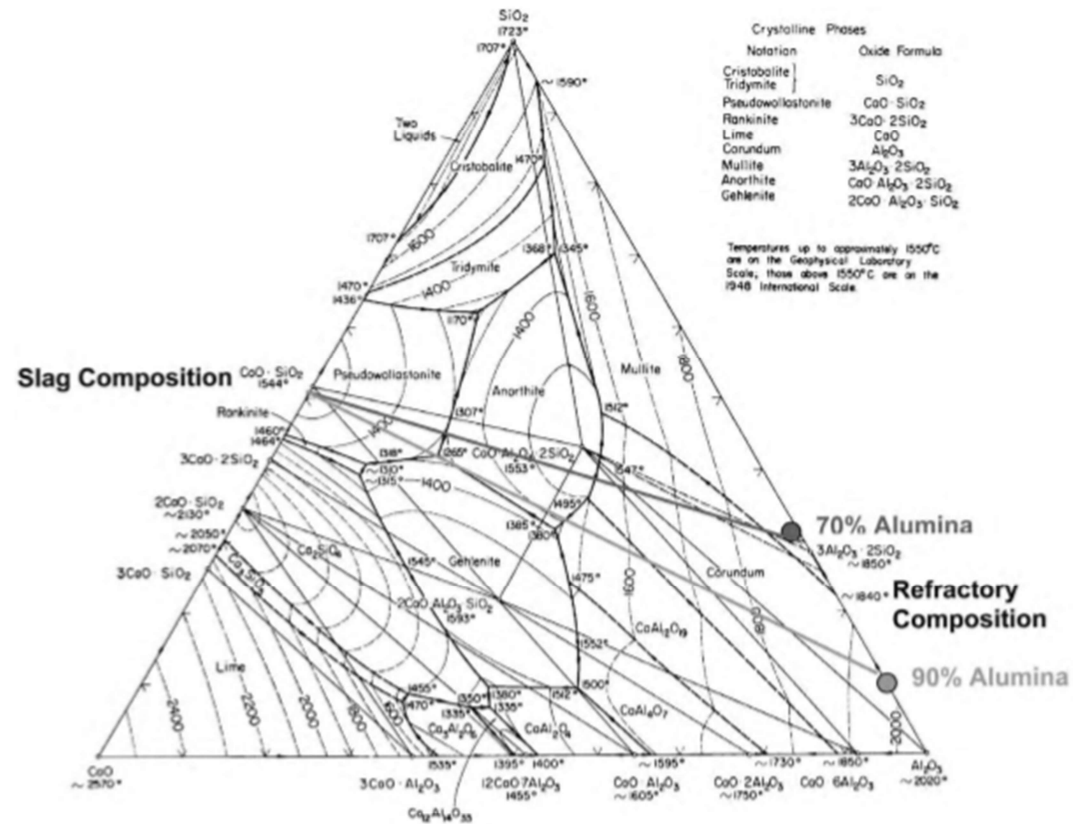 SiO₂
1723°
1707°
~1590°
Crystalline Phases
Notation Oxide Formula
Cristobalite
Tridymite
SiO₂
Pseudowollastonite CaO·SiO₂
Rankinite 3CaO·2SiO₂
Lime CaO
Corundum Al₂O₃
Mullite 3Al₂O₃·2SiO₂
Anorthite CaO·Al₂O₃·2SiO₂
Gehlenite 2CaO·Al₂O₃·SiO₂
Temperatures up to approximately 1550°C
are on the Geophysical Laboratory
Scale; those above 1550°C are on the
1948 International Scale.
Two
Liquids
Cristobalite
1470°
1707°
1600
1368°
1345°
Tridymite
1470°
1436°
1400
1170°
1400
1600
1800
Mullite
Slag Composition
CaO·SiO₂
1544°
Pseudowollastonite
Anorthite
1400
1307°
1512°
Rankinite
1460°
1464°
1318°
1265°
CaO·Al₂O₃·2SiO₂
1553°
1547°
3CaO·2SiO₂
~1310°
~1315°
1400
2CaO·SiO₂
~2130°
1495°
1385°
1380°
70% Alumina
3Al₂O₃·2SiO₂
~1850°
~2050°
~2070°
Ca₂SiO₄
1545°
Gehlenite
1475°
1600
Corundum
~1840°
Refractory
Composition
3CaO·SiO₂
Ca₃SiO₅
2CaO·Al₂O₃·SiO₂
1593°
CaAl₁₂O₁₉
1800
1552°
Lime
90% Alumina
1455°
1470°
1350°
1380°
1335°
1335°
1512°
1500°
CaAl₄O₇
2400
2200
2000
1800
1600
Ca₃Al₂O₆
CaAl₂O₄
2000
CaO
~2570°
1535°
3CaO·Al₂O₃
1395°
12CaO·7Al₂O₃
1455°
1400°
~1595°
CaO·Al₂O₃
~1605°
~1730°
CaO·2Al₂O₃
~1750°
~1850°
CaO·6Al₂O₃
Al₂O₃
~2020°
Ca₁₂Al₁₄O₃₃